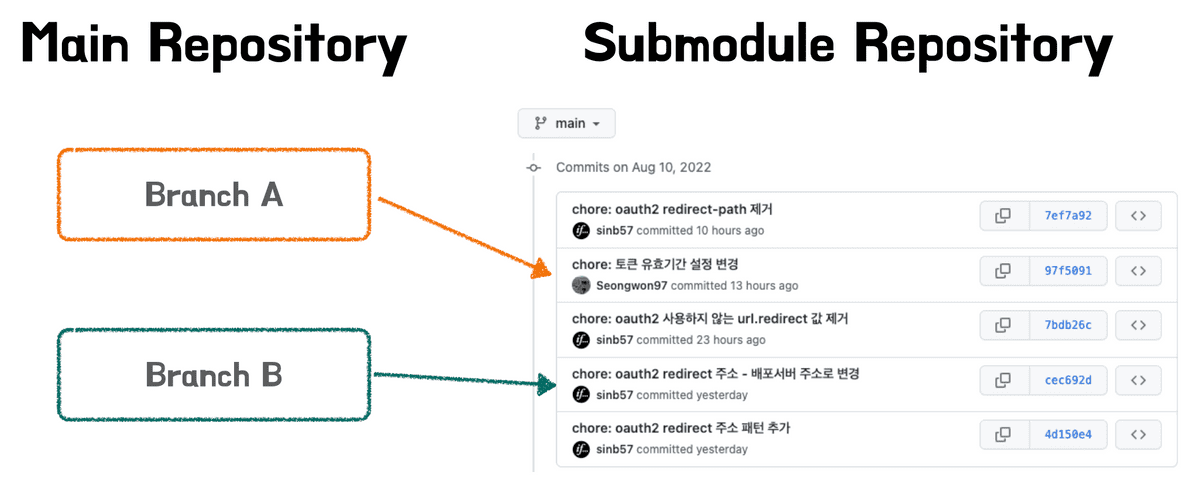 Main Repository
Submodule Repository
main
Commits on Aug 10, 2022
Branch A
Branch B
chore: oauth2 redirect-path 제거
sinb57 committed 10 hours ago
7ef7a92
chore: 토큰 유효기간 설정 변경
Seongwon97 committed 13 hours ago
97f5091
chore: oauth2 사용하지 않는 url.redirect 값 제거
sinb57 committed 23 hours ago
7bdb26c
chore: oauth2 redirect 주소 - 배포서버 주소로 변경
sinb57 committed yesterday
cec692d
chore: oauth2 redirect 주소 패턴 추가
sinb57 committed yesterday
4d150e4